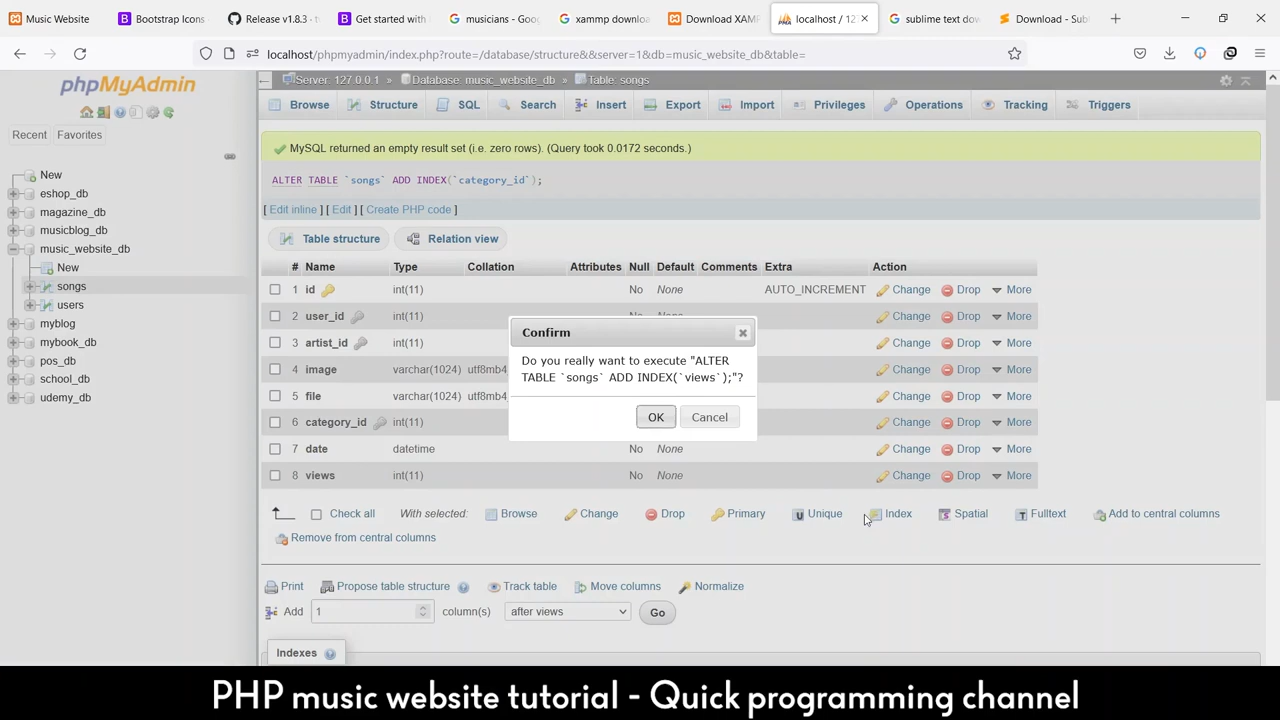 Music Website
Bootstrap Icons
Release v1.8.3 -
Get started with
musicians - Goog
xammp downlo
Download XAM
localhost / 12
sublime text dow
Download - Sub
localhost/phpmyadmin/index.php?route=/database/structure&&server=1&db=music_website_db&table=
phpMyAdmin
Recent
Favorites
New
eshop_db
magazine_db
musicblog_db
music_website_db
New
songs
users
myblog
mybook_db
pos_db
school_db
udemy_db
Server: 127.0.0.1 » Database: music_website_db » Table: songs
Browse Structure SQL Search Insert Export Import Privileges Operations Tracking Triggers
MySQL returned an empty result set (i.e. zero rows). (Query took 0.0172 seconds.)
ALTER TABLE `songs` ADD INDEX(`category_id`);
[ Edit inline ] [ Edit ] [ Create PHP code ]
Table structure Relation view
# Name Type Collation Attributes Null Default Comments Extra Action
1 id int(11) No None AUTO_INCREMENT Change Drop More
2 user_id int(11) No None Change Drop More
3 artist_id int(11) Change Drop More
4 image varchar(1024) utf8mb4 Change Drop More
5 file varchar(1024) utf8mb4 Change Drop More
6 category_id int(11) Change Drop More
7 date datetime No None Change Drop More
8 views int(11) No None Change Drop More
Confirm
Do you really want to execute "ALTER
TABLE `songs` ADD INDEX(`views`);"?
OK Cancel
Check all With selected: Browse Change Drop Primary Unique Index Spatial Fulltext Add to central columns
Remove from central columns
Print Propose table structure Track table Move columns Normalize
Add 1 column(s) after views Go
Indexes
PHP music website tutorial - Quick programming channel